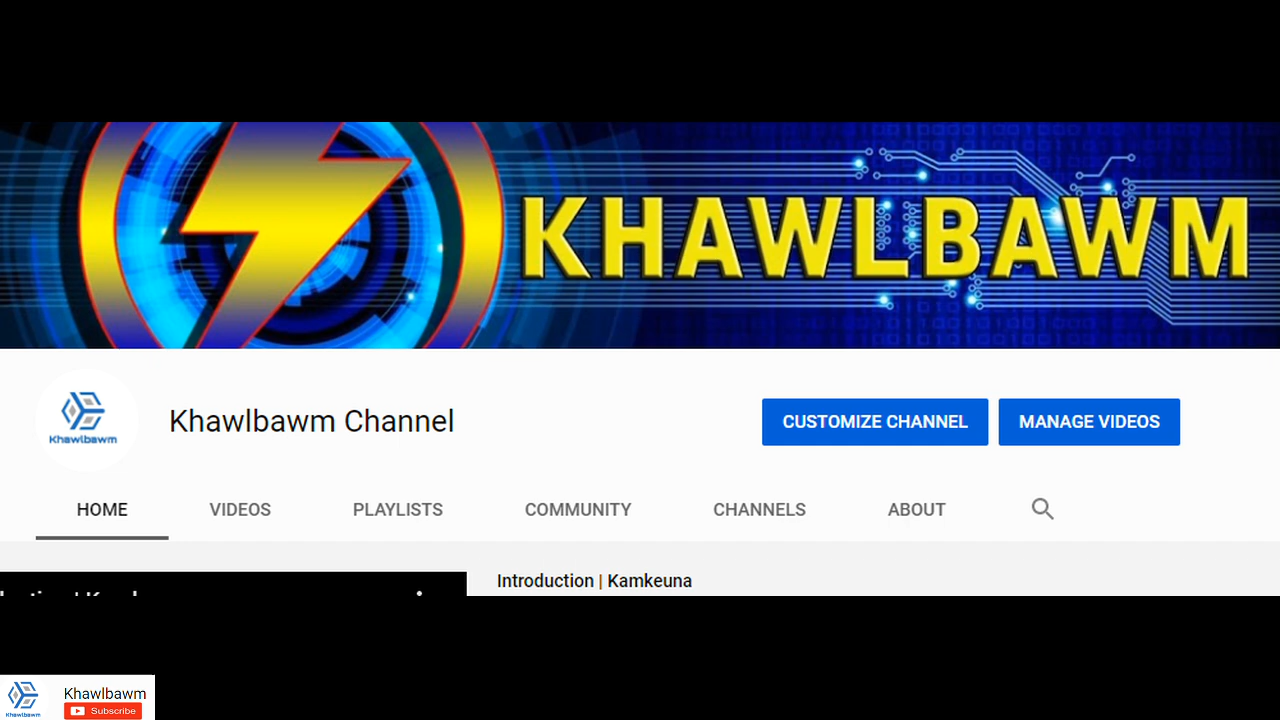 KHAWLBAWM
Khawlbawm
Khawlbawm Channel
CUSTOMIZE CHANNEL
MANAGE VIDEOS
HOME VIDEOS PLAYLISTS COMMUNITY CHANNELS ABOUT
Introduction | Kamkeuna
Khawlbawm
Khawlbawm
Subscribe